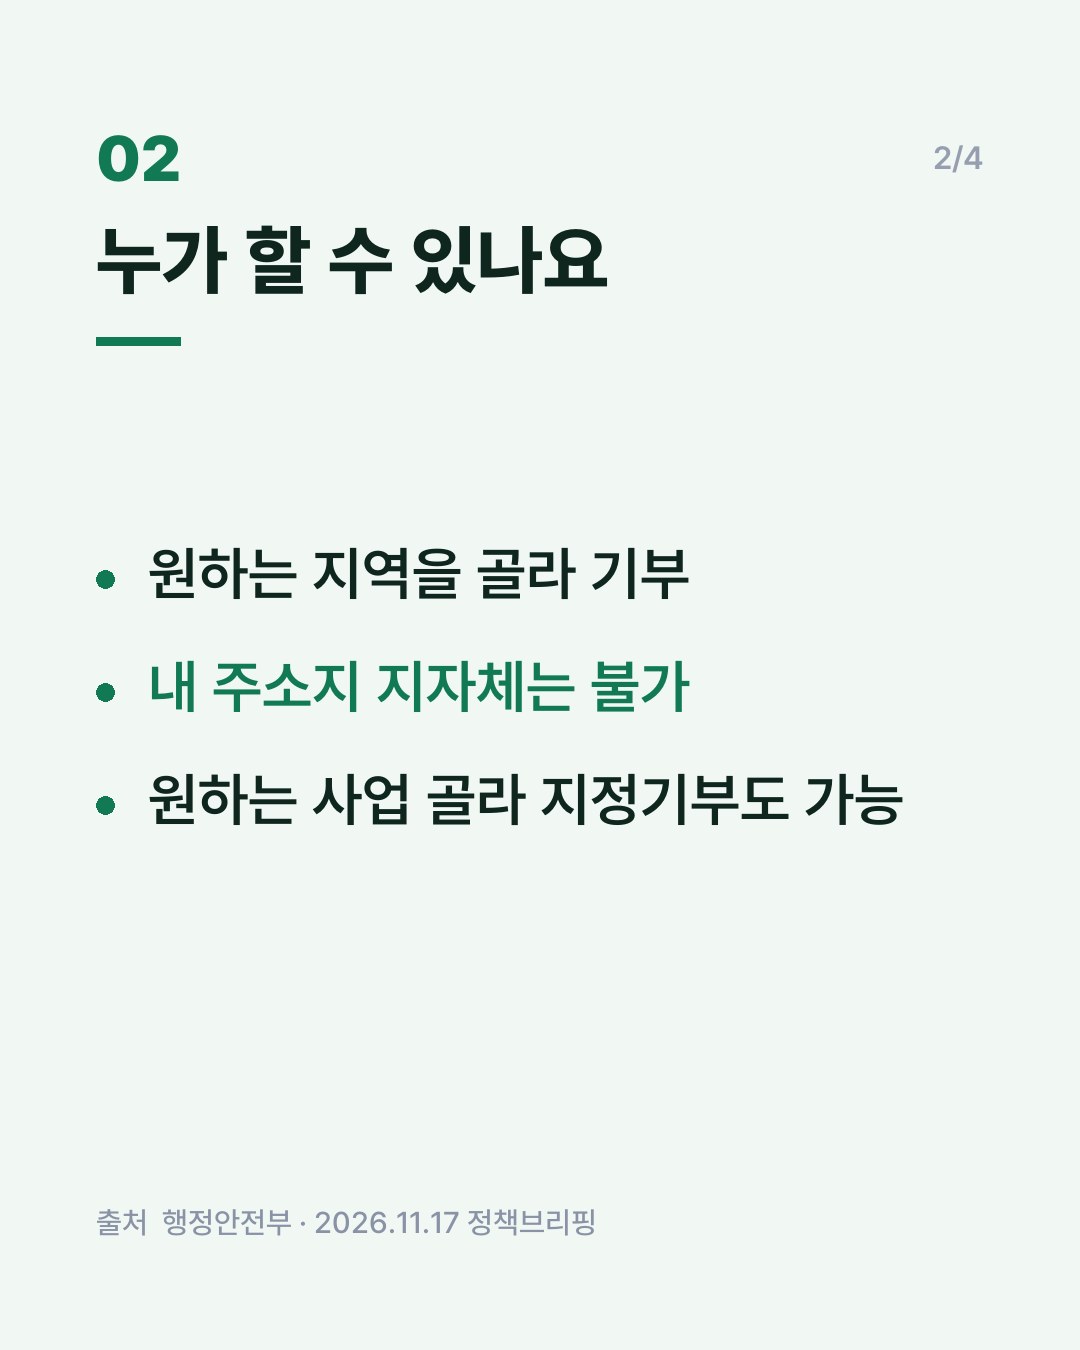 02
2/4
누가 할 수 있나요
원하는 지역을 골라 기부
내 주소지 지자체는 불가
원하는 사업 골라 지정기부도 가능
출처 행정안전부 · 2026.11.17 정책브리핑